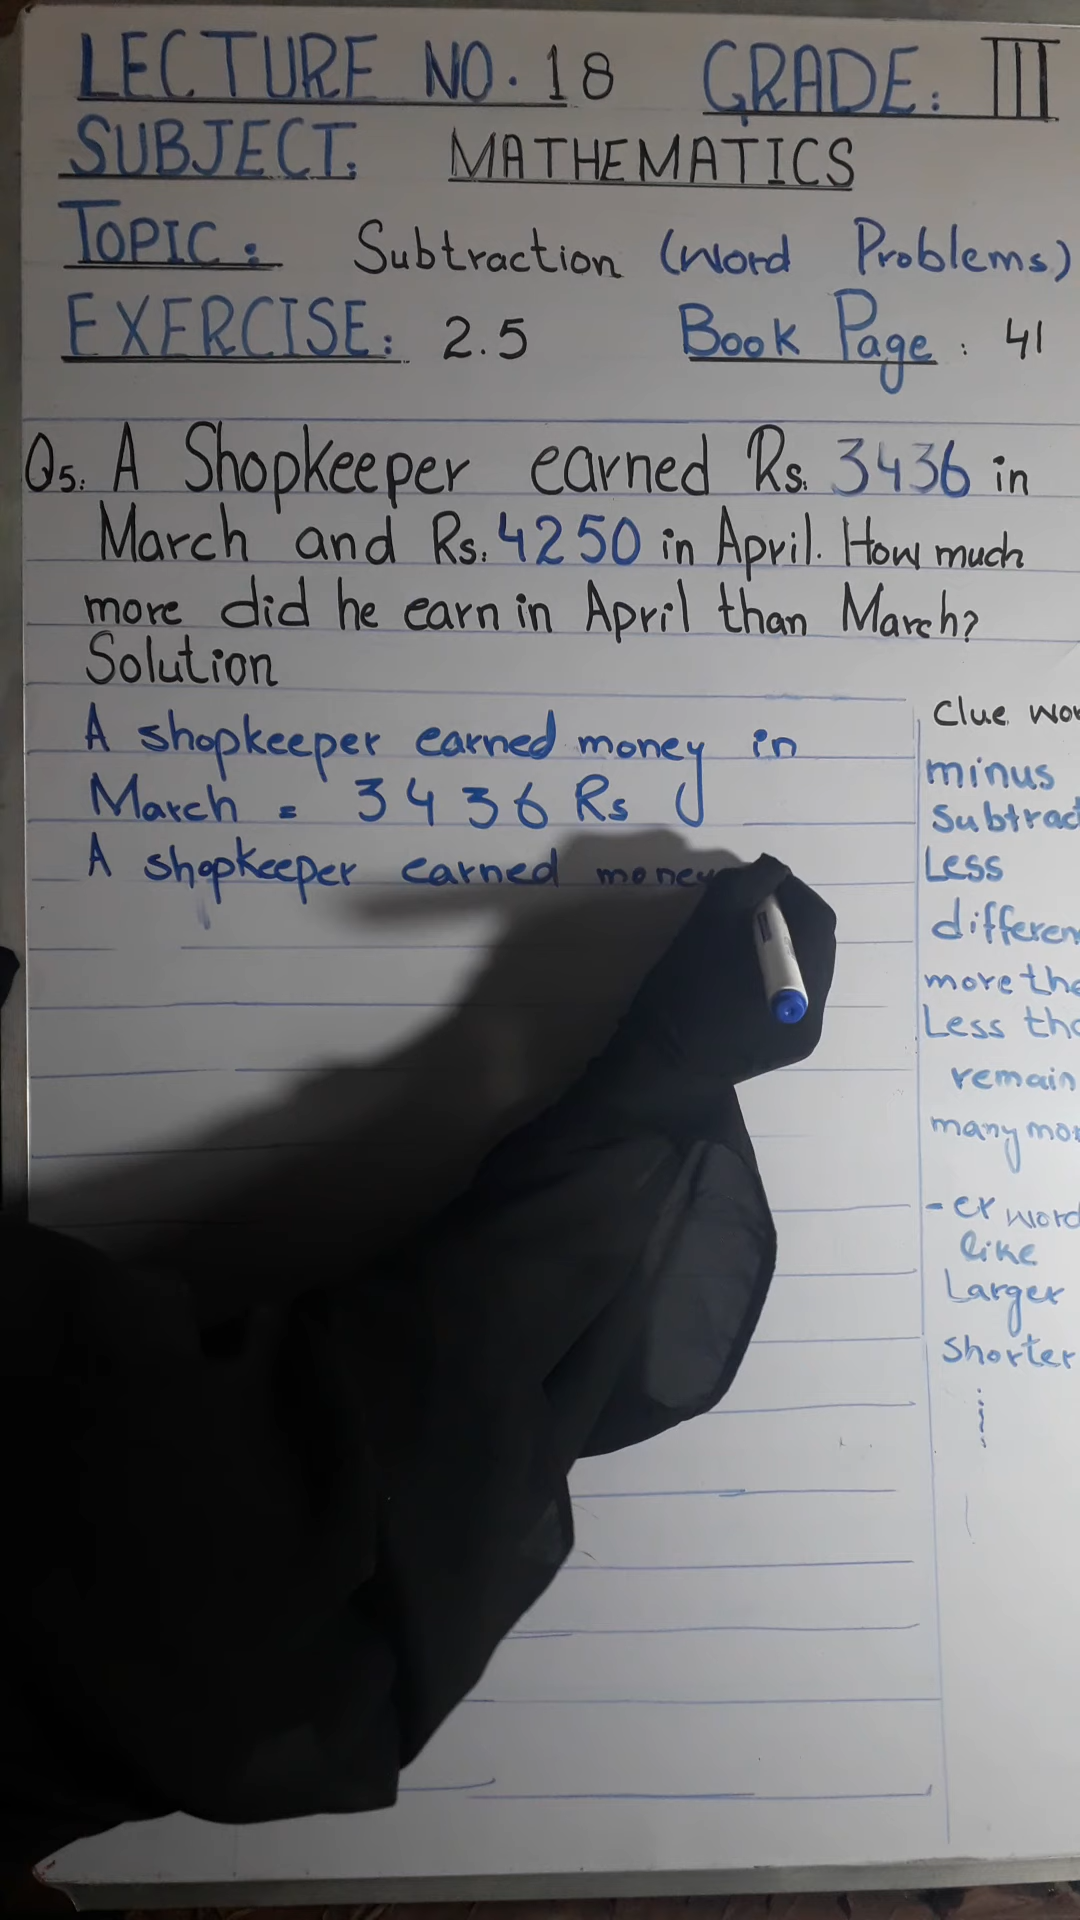 LECTURE NO. 18 GRADE: III
SUBJECT: MATHEMATICS
TOPIC: Subtraction (Word Problems)
EXERCISE: 2.5 Book Page: 41
Q5. A Shopkeeper earned Rs. 3436 in
March and Rs. 4250 in April. How much
more did he earn in April than March?
Solution
A shopkeeper earned money in
March = 3436 Rs
A shopkeeper earned money
Clue
minus
Less
Less
Larger
shorter
-er word
like